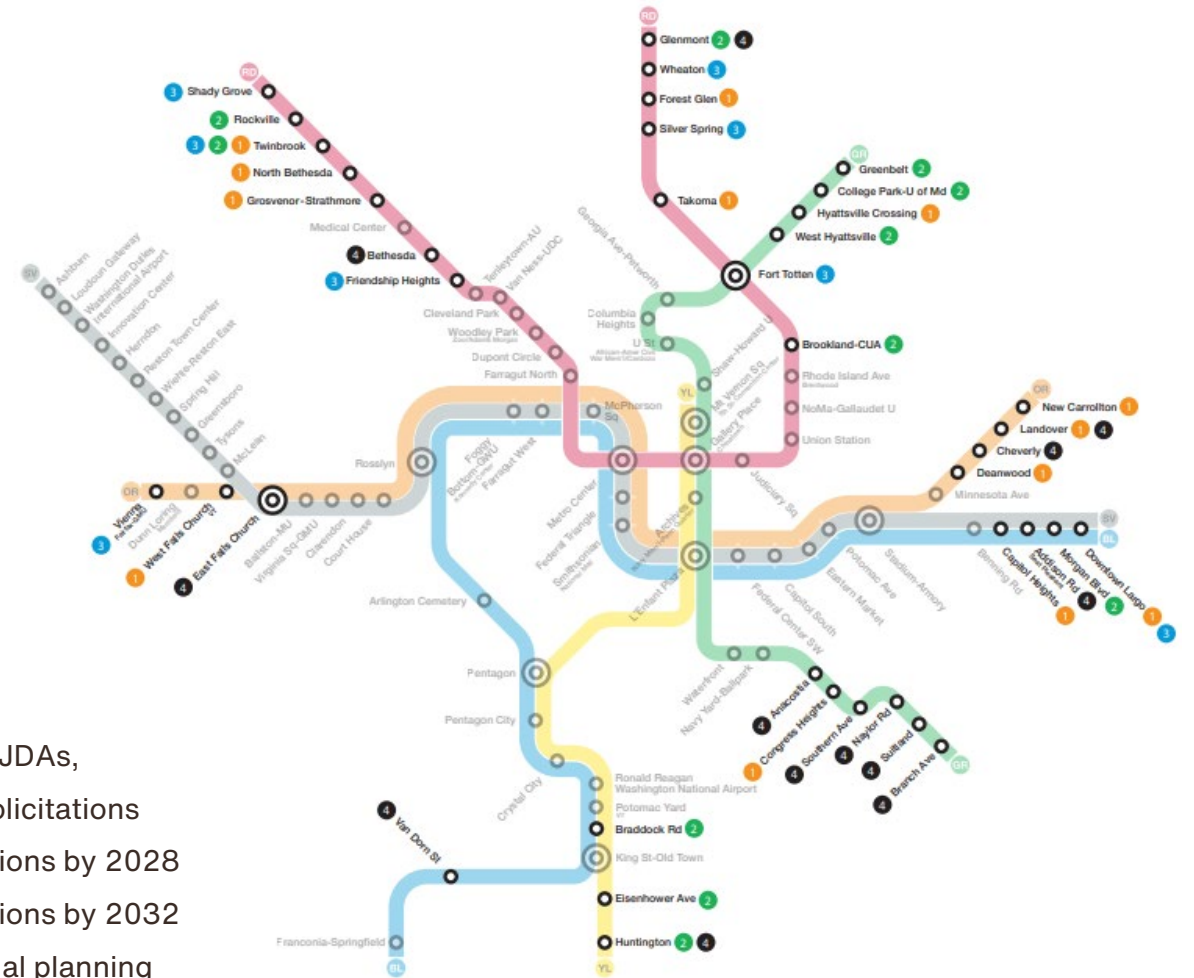 RD
Glenmont 2 4
Wheaton 3
Forest Glen 1
Silver Spring 3
Takoma 1
RD
3 Shady Grove
2 Rockville
3 2 1 Twinbrook
1 North Bethesda
1 Grosvenor-Strathmore
Medical Center
4 Bethesda
3 Friendship Heights
Tenleytown-AU
Van Ness-UDC
Cleveland Park
Woodley Park
Zoo/Adams Morgan
Dupont Circle
Farragut North
GR
Greenbelt 2
College Park-U of Md 2
Hyattsville Crossing 1
West Hyattsville 2
Fort Totten 3
Georgia Ave-Petworth
Columbia
Heights
U St
Shaw-Howard U
Mt Vernon Sq
Gallery Place
Brookland-CUA 2
Rhode Island Ave
Brentwood
NoMa-Gallaudet U
Union Station
Judiciary Sq
SV
Ashburn
Loudoun Gateway
Washington Dulles
International Airport
Innovation Center
Herndon
Reston Town Center
Wiehle-Reston East
Spring Hill
Greensboro
Tysons
McLean
OR
Vienna
3
Dunn Loring
West Falls Church
VT
1
East Falls Church
4
Ballston-MU
Virginia Sq-GMU
Clarendon
Court House
Rosslyn
Foggy
Bottom-GWU
Farragut West
McPherson
Sq
YL
Metro Center
Federal Triangle
Smithsonian
Archives
L'Enfant Plaza
Federal Center SW
Capitol South
Eastern Market
Potomac Ave
Stadium-Armory
OR
New Carrollton 1
Landover 1 4
Cheverly 4
Deanwood 1
Minnesota Ave
SV
BL
Benning Rd
Capitol Heights
1
Addison Rd
4
Morgan Blvd
2
Downtown Largo
1
3
Arlington Cemetery
Pentagon
Pentagon City
Crystal City
Ronald Reagan
Washington National Airport
Potomac Yard
VT
Braddock Rd 2
King St-Old Town
Eisenhower Ave 2
Huntington 2 4
YL
4
Van Dorn St
Franconia-Springfield
BL
Waterfront
Navy Yard-Ballpark
Anacostia
4
Congress Heights
1
Southern Ave
4
Naylor Rd
4
Suitland
4
Branch Ave
4
GR
JDAs,
olicitations
ions by 2028
ions by 2032
al planning